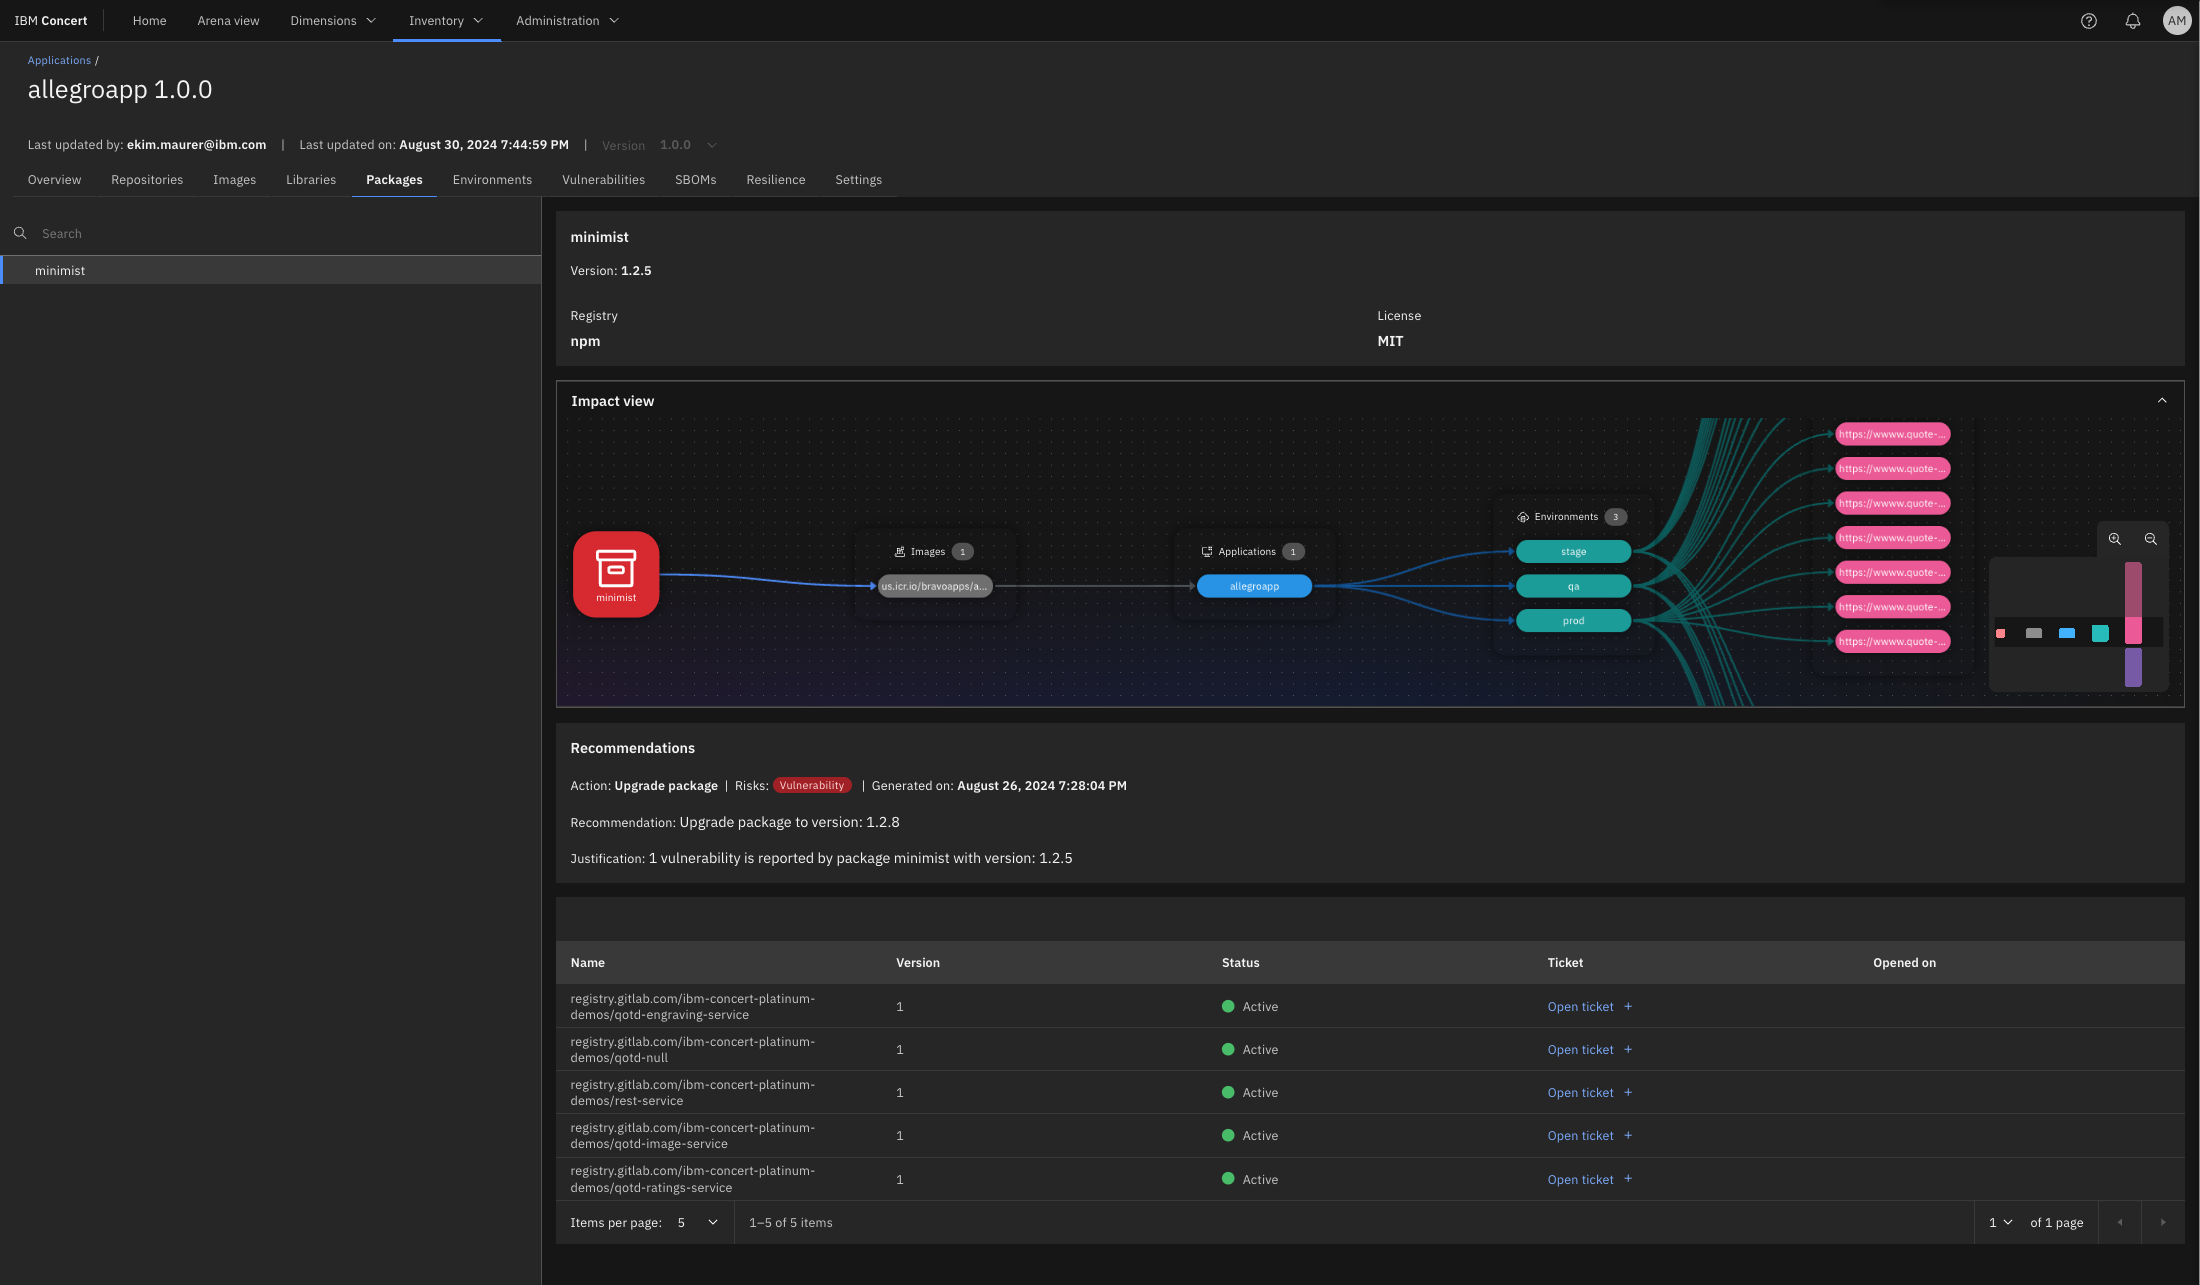 IBM Concert
Home
Arena view
Dimensions
Inventory
Administration
AM
Applications /
allegroapp 1.0.0
Last updated by: ekim.maurer@ibm.com | Last updated on: August 30, 2024 7:44:59 PM | Version 1.0.0
Overview
Repositories
Images
Libraries
Packages
Environments
Vulnerabilities
SBOMs
Resilience
Settings
Search
minimist
minimist
Version: 1.2.5
Registry
License
npm
MIT
Impact view
minimist
Images 1
us.icr.io/bravoapps/a...
Applications 1
allegroapp
Environments 3
stage
qa
prod
https://wwww.quote-...
https://wwww.quote-...
https://wwww.quote-...
https://wwww.quote-...
https://wwww.quote-...
https://wwww.quote-...
https://wwww.quote-...
Recommendations
Action: Upgrade package | Risks: Vulnerability | Generated on: August 26, 2024 7:28:04 PM
Recommendation: Upgrade package to version: 1.2.8
Justification: 1 vulnerability is reported by package minimist with version: 1.2.5
Name Version Status Ticket Opened on
registry.gitlab.com/ibm-concert-platinum-
demos/qotd-engraving-service
1
Active
Open ticket +
registry.gitlab.com/ibm-concert-platinum-
demos/qotd-null
1
Active
Open ticket +
registry.gitlab.com/ibm-concert-platinum-
demos/rest-service
1
Active
Open ticket +
registry.gitlab.com/ibm-concert-platinum-
demos/qotd-image-service
1
Active
Open ticket +
registry.gitlab.com/ibm-concert-platinum-
demos/qotd-ratings-service
1
Active
Open ticket +
Items per page: 5
1–5 of 5 items
1 of 1 page